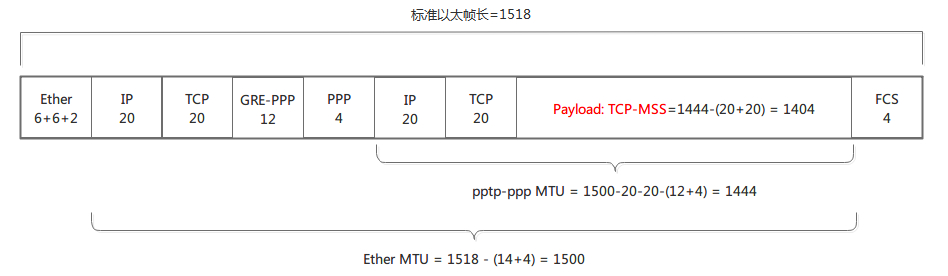 标准以太帧长=1518
Ether IP TCP GRE-PPP PPP IP TCP Payload: TCP-MSS=1444-(20+20) = 1404 FCS
6+6+2 20 20 12 4 20 20 4
pptp-ppp MTU = 1500-20-20-(12+4) = 1444
Ether MTU = 1518 - (14+4) = 1500